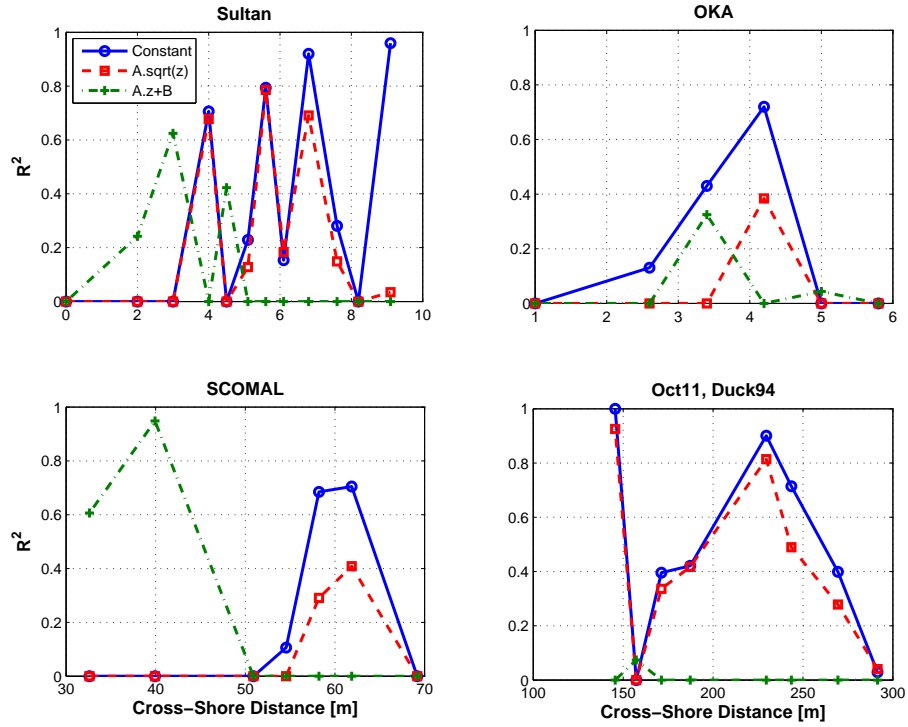 Sultan
OKA
1
0.8
0.6
0.4
0.2
0
R²
Constant
A.sqrt(z)
A.z+B
0 2 4 6 8 10
1
0.8
0.6
0.4
0.2
0
1 2 3 4 5 6
SCOMAL
Oct11, Duck94
1
0.8
0.6
0.4
0.2
0
R²
30 40 50 60 70
Cross−Shore Distance [m]
1
0.8
0.6
0.4
0.2
0
100 150 200 250 300
Cross−Shore Distance [m]